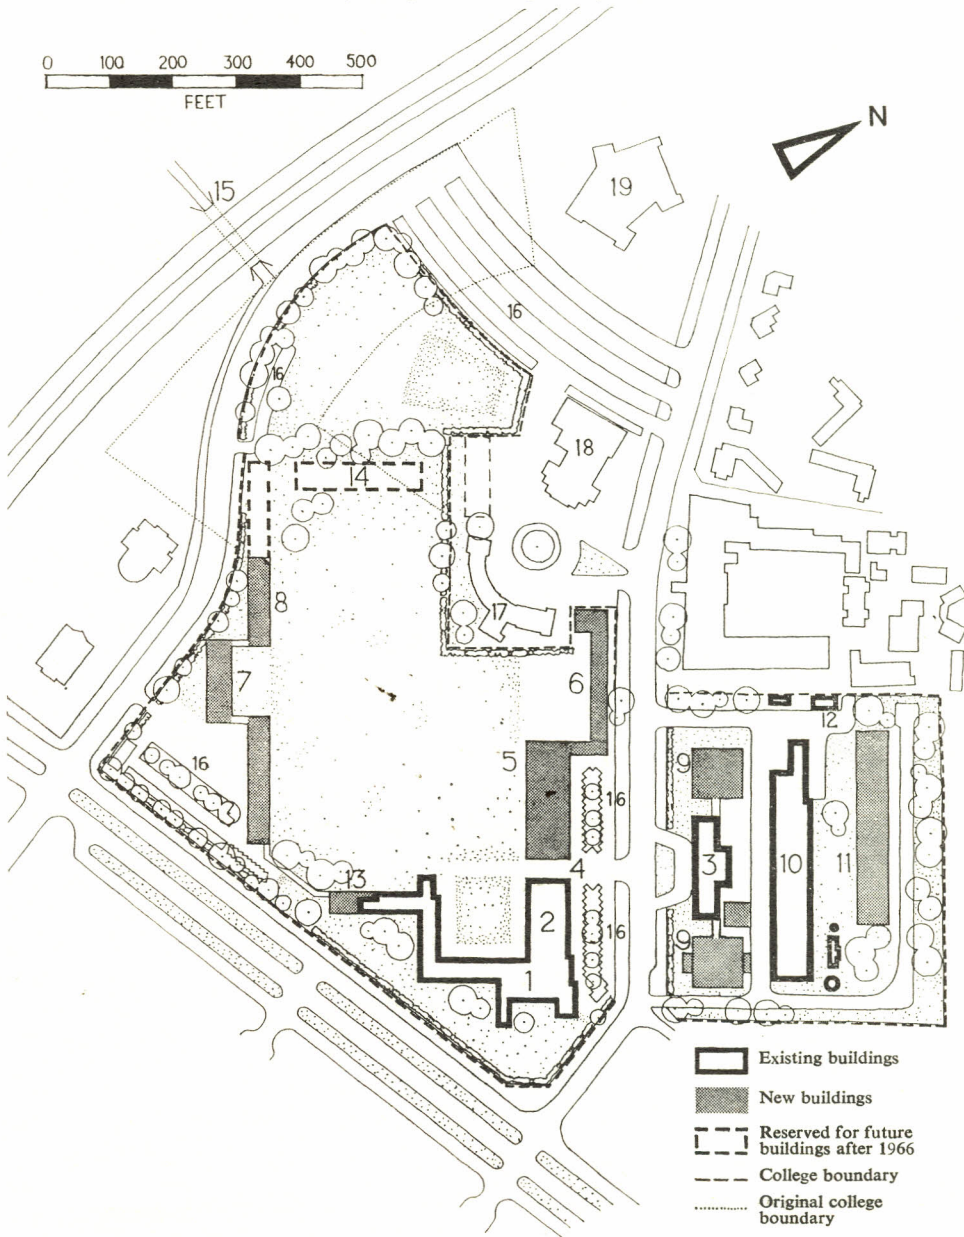 0 100 200 300 400 500
FEET
N
15
19
16
16
14
18
8
17
7
6
12
5
9
16
16
3
10
11
4
13
2
16
9
1
Existing buildings
New buildings
Reserved for future
buildings after 1966
College boundary
Original college
boundary